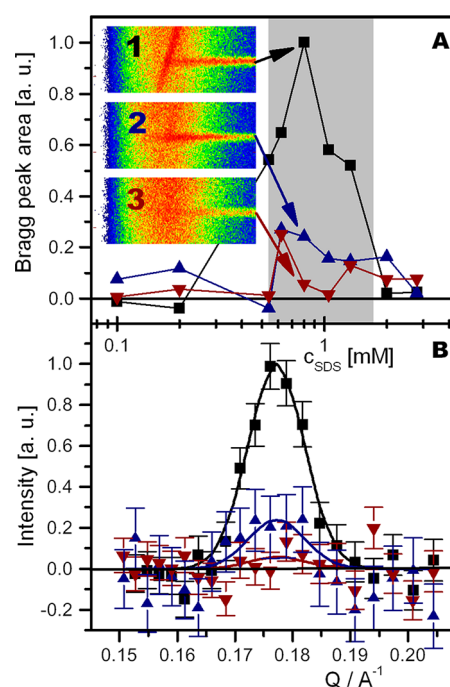 A
1
2
3
Bragg peak area [a. u.]
1.0
0.8
0.6
0.4
0.2
0.0
0.1
1
c_SDS [mM]
B
Intensity [a. u.]
1.0
0.8
0.6
0.4
0.2
0.0
-0.2
0.15 0.16 0.17 0.18 0.19 0.20
Q / A⁻¹